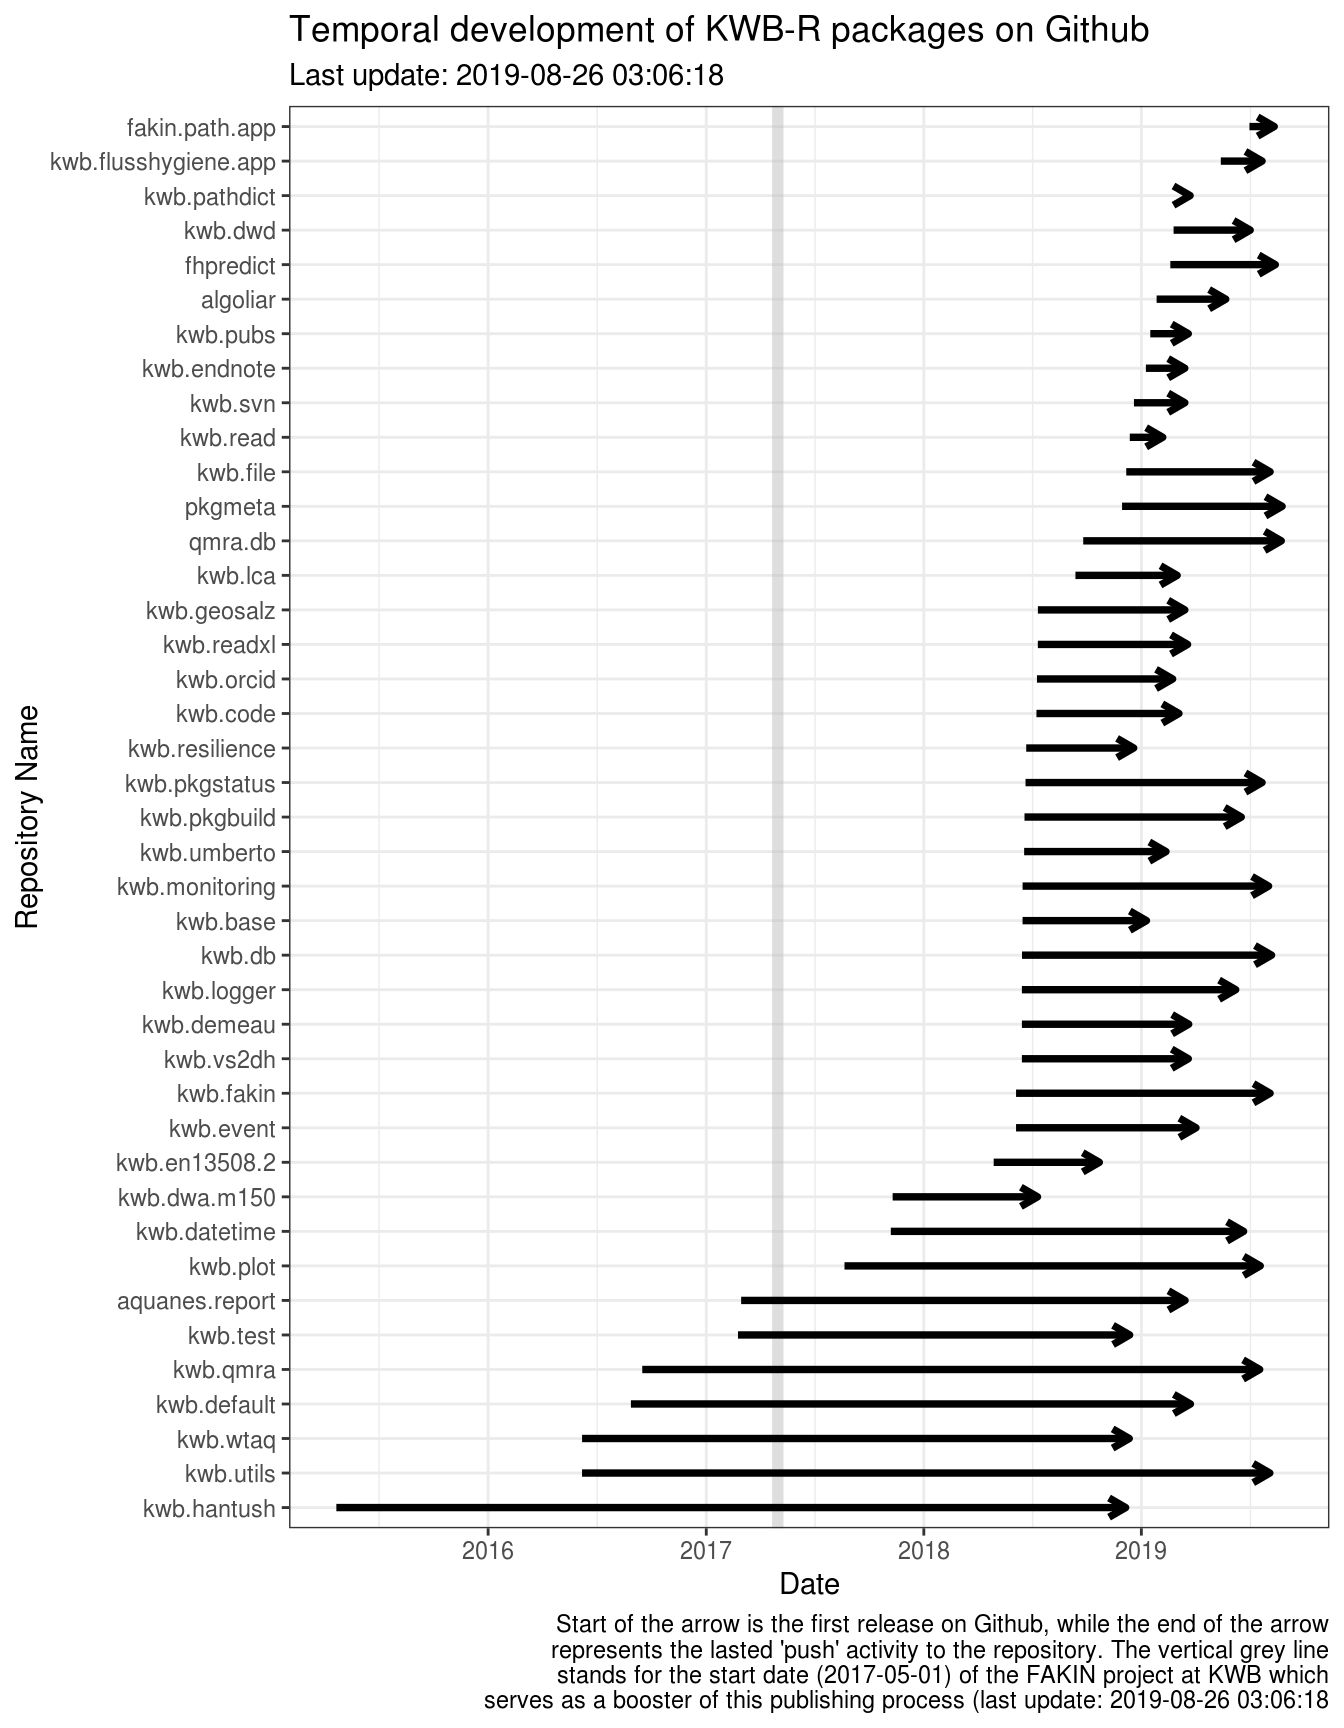 Temporal development of KWB-R packages on Github
Last update: 2019-08-26 03:06:18
fakin.path.app
kwb.flusshygiene.app
kwb.pathdict
kwb.dwd
fhpredict
algoliar
kwb.pubs
kwb.endnote
kwb.svn
kwb.read
kwb.file
pkgmeta
qmra.db
kwb.lca
kwb.geosalz
kwb.readxl
kwb.orcid
kwb.code
kwb.resilience
kwb.pkgstatus
kwb.pkgbuild
kwb.umberto
kwb.monitoring
kwb.base
kwb.db
kwb.logger
kwb.demeau
kwb.vs2dh
kwb.fakin
kwb.event
kwb.en13508.2
kwb.dwa.m150
kwb.datetime
kwb.plot
aquanes.report
kwb.test
kwb.qmra
kwb.default
kwb.wtaq
kwb.utils
kwb.hantush
Repository Name
2016 2017 2018 2019
Date
Start of the arrow is the first release on Github, while the end of the arrow
represents the lasted 'push' activity to the repository. The vertical grey line
stands for the start date (2017-05-01) of the FAKIN project at KWB which
serves as a booster of this publishing process (last update: 2019-08-26 03:06:18